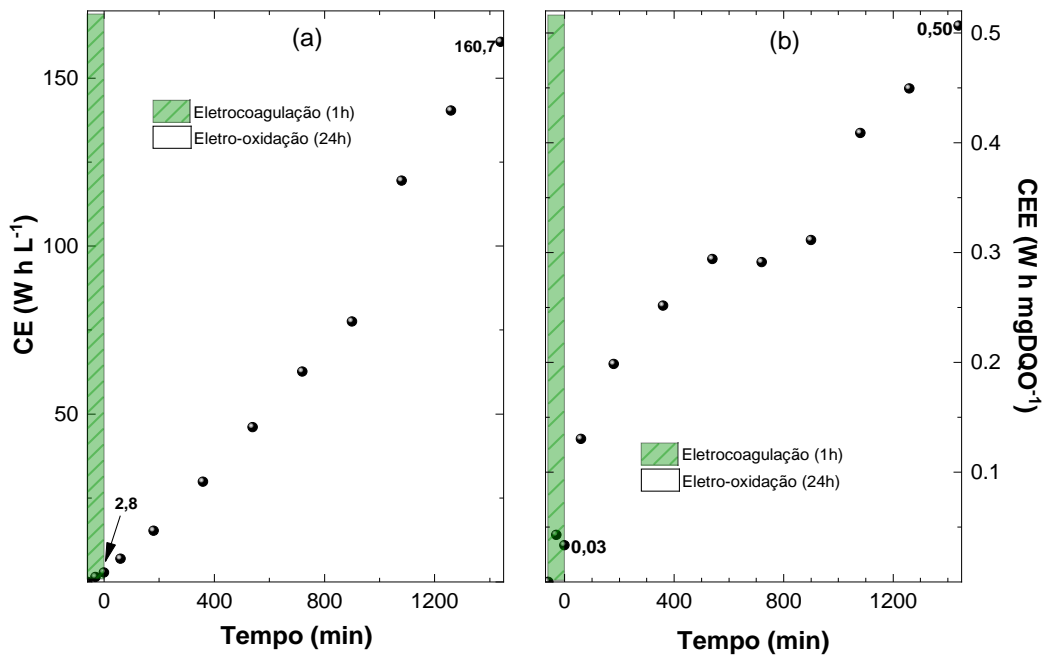 (a)
160,7
150
100
50
CE (W h L⁻¹)
Eletrocoagulação (1h)
Eletro-oxidação (24h)
2,8
0
400
800
1200
Tempo (min)
(b)
0,50
0.5
0.4
0.3
0.2
0.1
CEE (W h mgDQO⁻¹)
Eletrocoagulação (1h)
Eletro-oxidação (24h)
0,03
0
400
800
1200
Tempo (min)